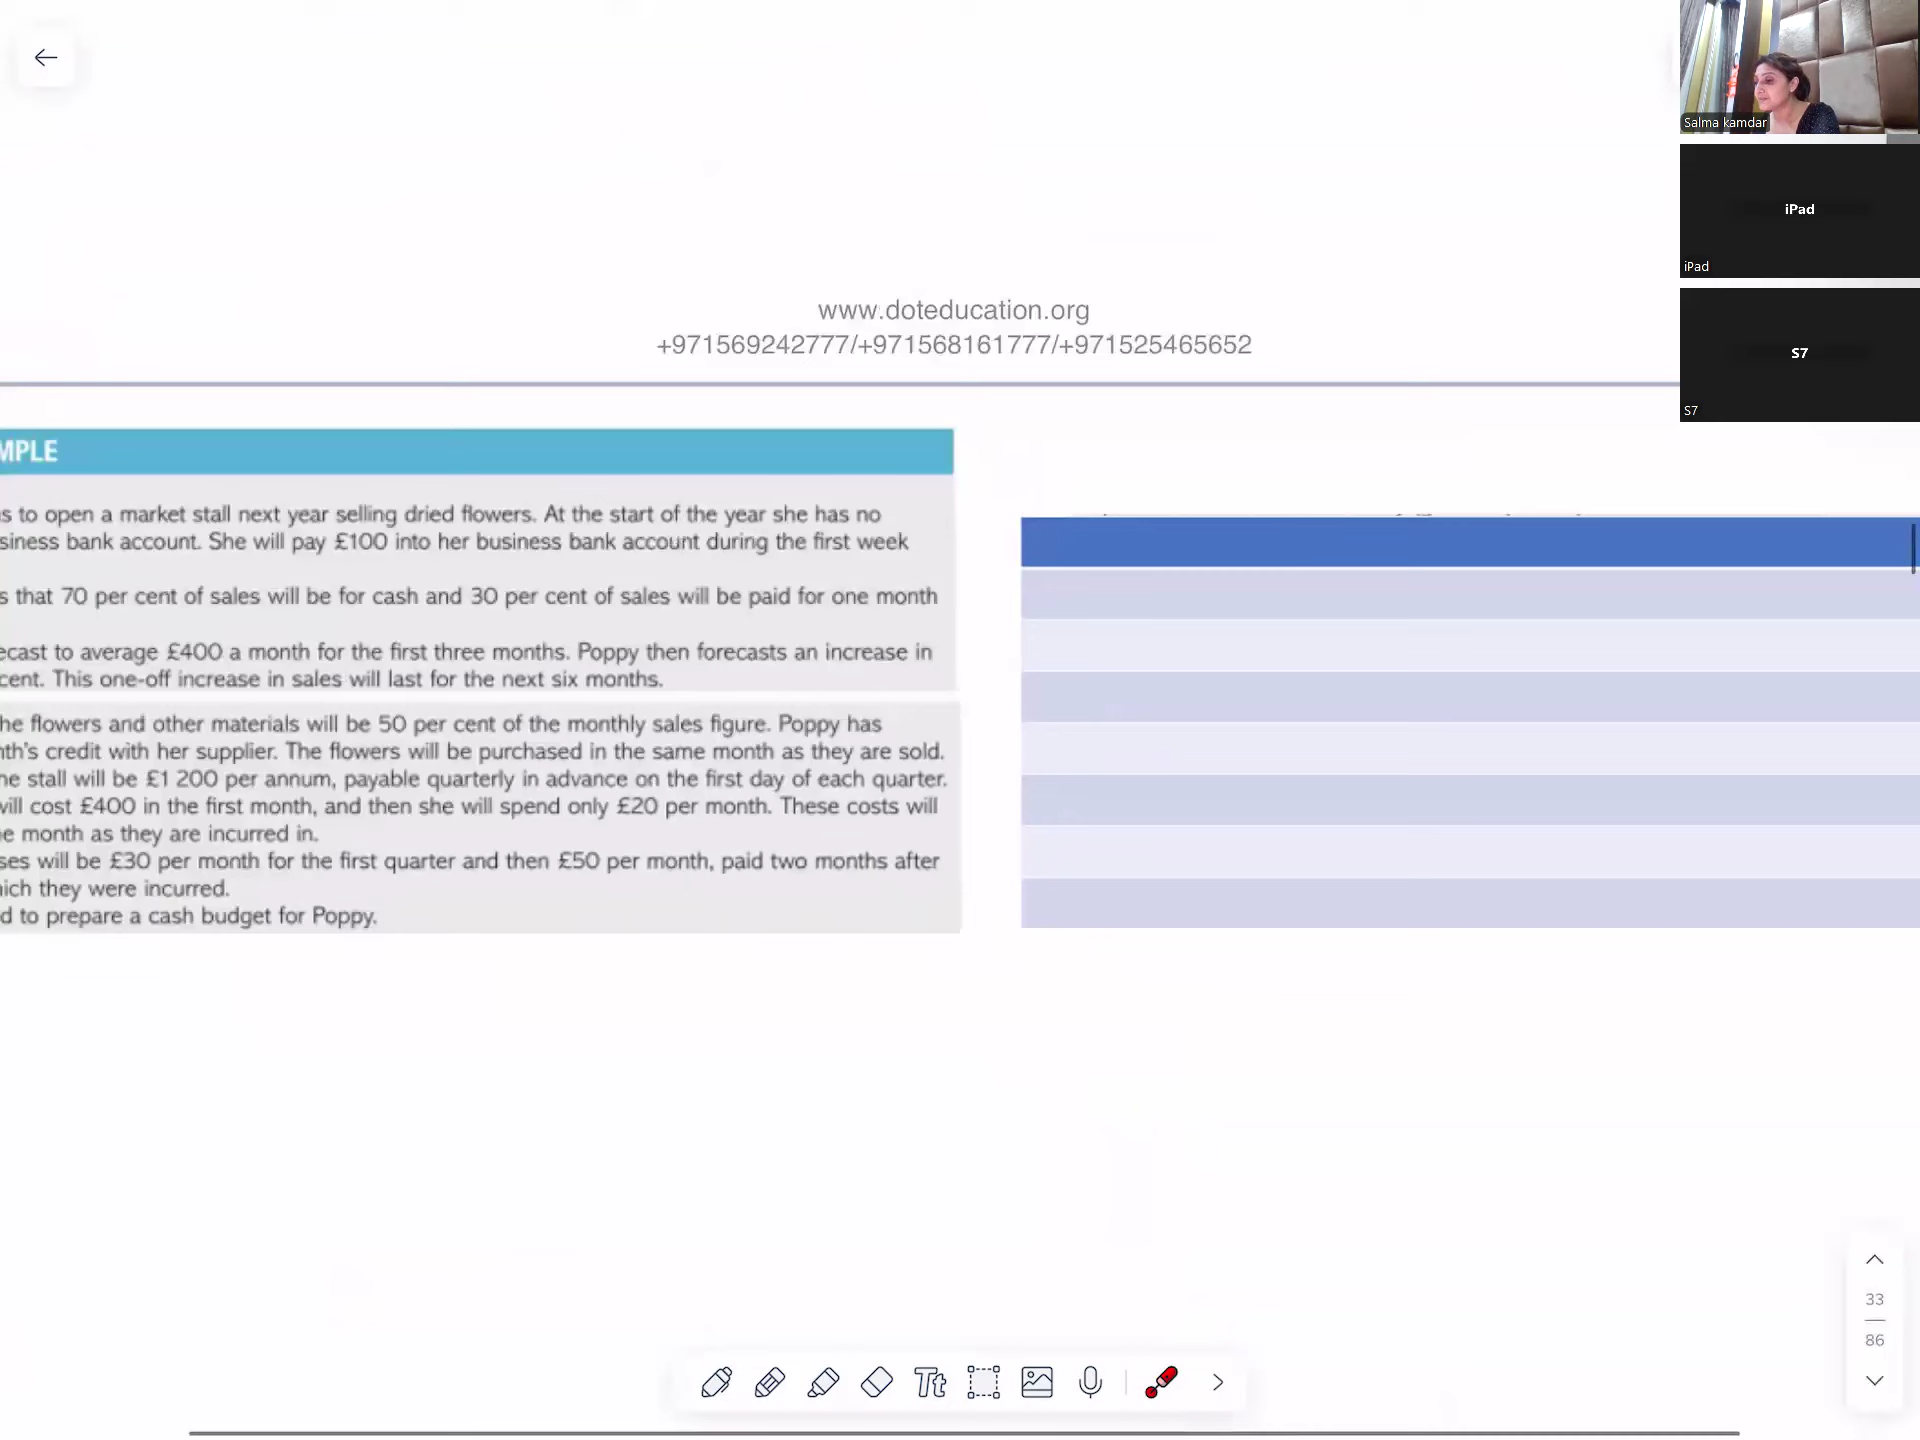 www.doteducation.org
+971569242777/+971568161777/+971525465652
MPLE
s to open a market stall next year selling dried flowers. At the start of the year she has no
siness bank account. She will pay £100 into her business bank account during the first week
s that 70 per cent of sales will be for cash and 30 per cent of sales will be paid for one month
ecast to average £400 a month for the first three months. Poppy then forecasts an increase in
cent. This one-off increase in sales will last for the next six months.
he flowers and other materials will be 50 per cent of the monthly sales figure. Poppy has
nth's credit with her supplier. The flowers will be purchased in the same month as they are sold.
ne stall will be £1 200 per annum, payable quarterly in advance on the first day of each quarter.
will cost £400 in the first month, and then she will spend only £20 per month. These costs will
e month as they are incurred in.
ses will be £30 per month for the first quarter and then £50 per month, paid two months after
hich they were incurred.
d to prepare a cash budget for Poppy.
Salma kamdar
iPad
iPad
S7
S7
33
86
Tt